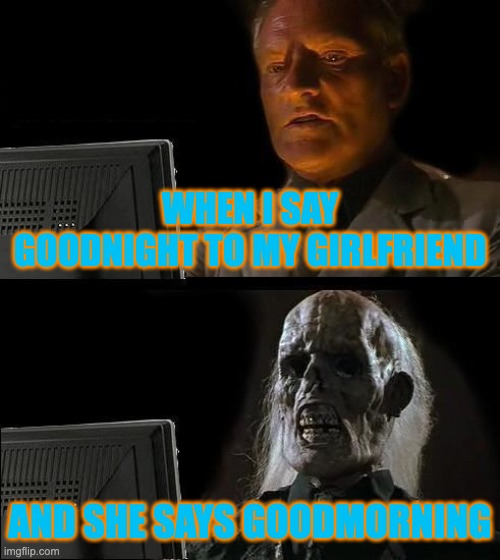 WHEN I SAY
GOODNIGHT TO MY GIRLFRIEND
AND SHE SAYS GOODMORNING
imgflip.com